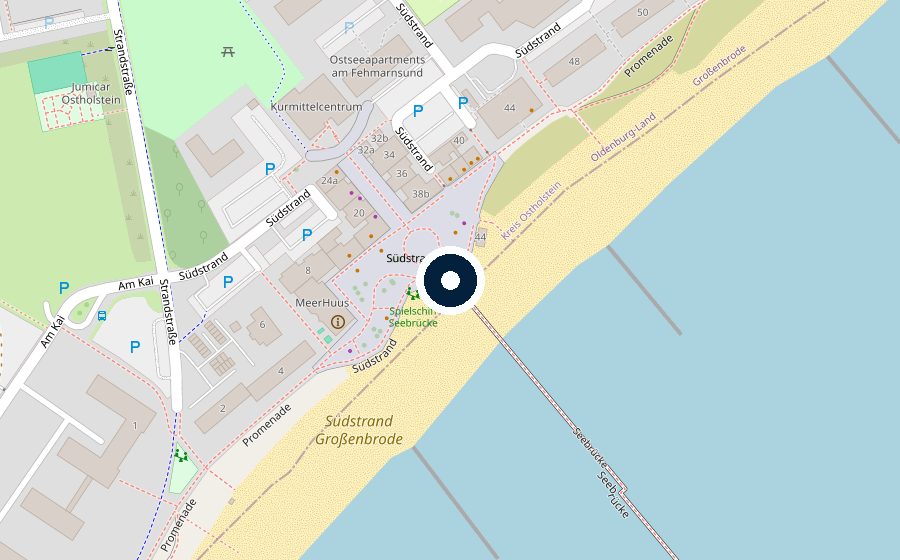 P
Strandstraße
Jumicar
Ostholstein
P
Südstrand
Ostseeapartments
am Fehmarnsund
Südstrand
50
48
Promenade
Großenbrode
Kurmittelcentrum
P
P
44
Oldenburg-Land
Südstrand
32b
32a
34
40
36
38b
P
24a
20
Kreis Ostholstein
Südstrand
P
44
Südstra
Südstrand
8
P
Am Kai
P
Strandstraße
Am Kai
MeerHuus
Spielschiff
Seebrücke
6
P
Südstrand
4
2
1
Promenade
Südstrand
Großenbrode
Seebrücke
Seebrücke
Promenade